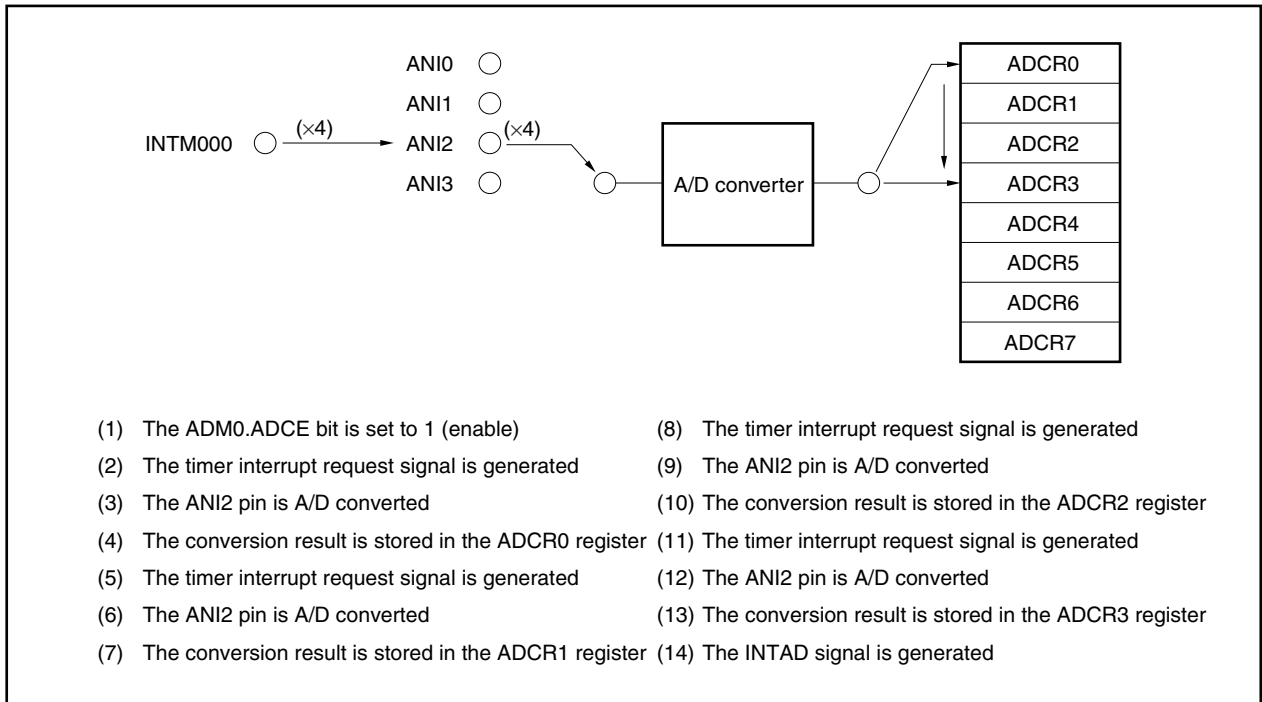 ANI0
ANI1
INTM000 (×4) ANI2 (×4)
ANI3
A/D converter
ADCR0
ADCR1
ADCR2
ADCR3
ADCR4
ADCR5
ADCR6
ADCR7
(1) The ADM0.ADCE bit is set to 1 (enable)
(2) The timer interrupt request signal is generated
(3) The ANI2 pin is A/D converted
(4) The conversion result is stored in the ADCR0 register
(5) The timer interrupt request signal is generated
(6) The ANI2 pin is A/D converted
(7) The conversion result is stored in the ADCR1 register
(8) The timer interrupt request signal is generated
(9) The ANI2 pin is A/D converted
(10) The conversion result is stored in the ADCR2 register
(11) The timer interrupt request signal is generated
(12) The ANI2 pin is A/D converted
(13) The conversion result is stored in the ADCR3 register
(14) The INTAD signal is generated